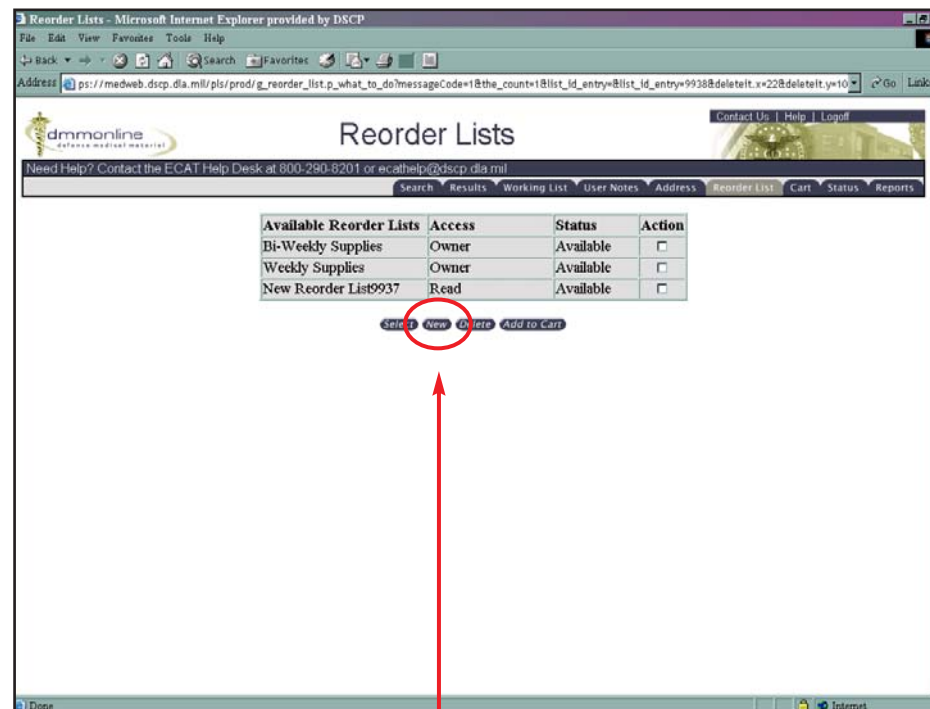 Reorder Lists - Microsoft Internet Explorer provided by DSCP
File Edit View Favorites Tools Help
Back Search Favorites
Address ps://medweb.dscp.dla.mil/pls/prod/g_reorder_list.p_what_to_do?messageCode=1&the_count=1&list_id_entry=&list_id_entry=9938&deleteit.x=22&deleteit.y=10 Go Link
Contact Us | Help | Logoff
dmmonline
defense medical materiel
Reorder Lists
Need Help? Contact the ECAT Help Desk at 800-290-8201 or ecathelp@dscp.dla.mil
Search Results Working List User Notes Address Reorder List Cart Status Reports
Available Reorder Lists Access Status Action
Bi-Weekly Supplies Owner Available
Weekly Supplies Owner Available
New Reorder List9937 Read Available
Select New Delete Add to Cart
Done Internet